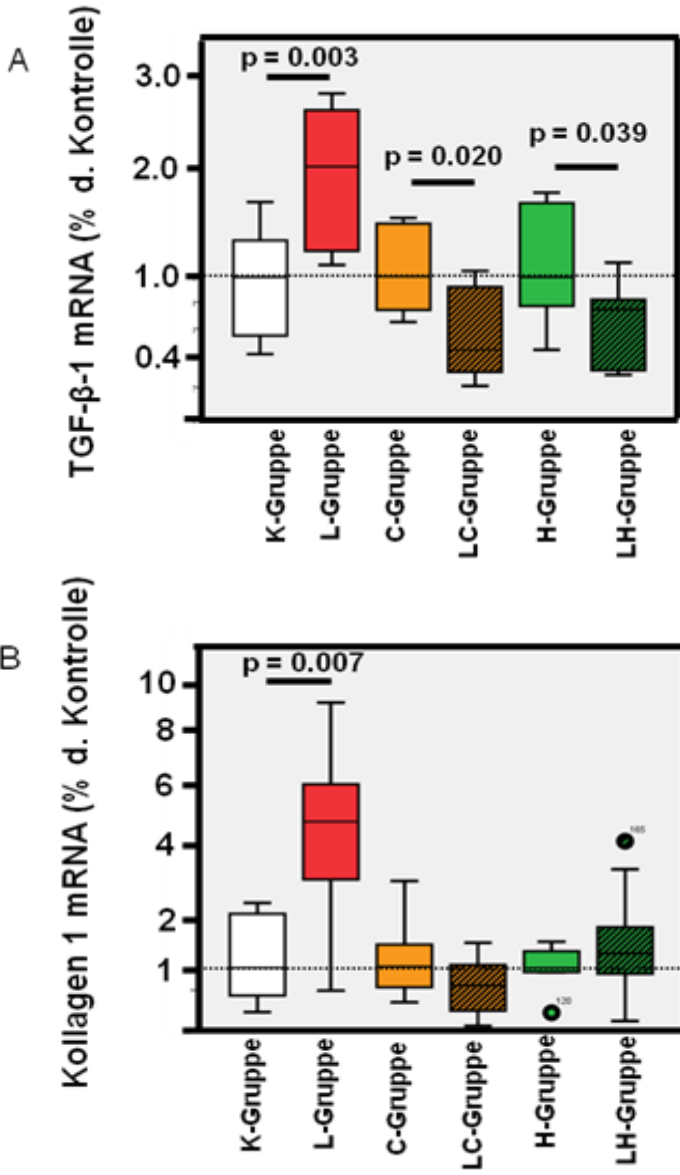 A
TGF-β-1 mRNA (% d. Kontrolle)
3.0
2.0
1.0
0.4
p = 0.003
p = 0.020
p = 0.039
K-Gruppe
L-Gruppe
C-Gruppe
LC-Gruppe
H-Gruppe
LH-Gruppe
B
Kollagen 1 mRNA (% d. Kontrolle)
10
8
6
4
2
1
p = 0.007
120
K-Gruppe
L-Gruppe
C-Gruppe
LC-Gruppe
H-Gruppe
LH-Gruppe